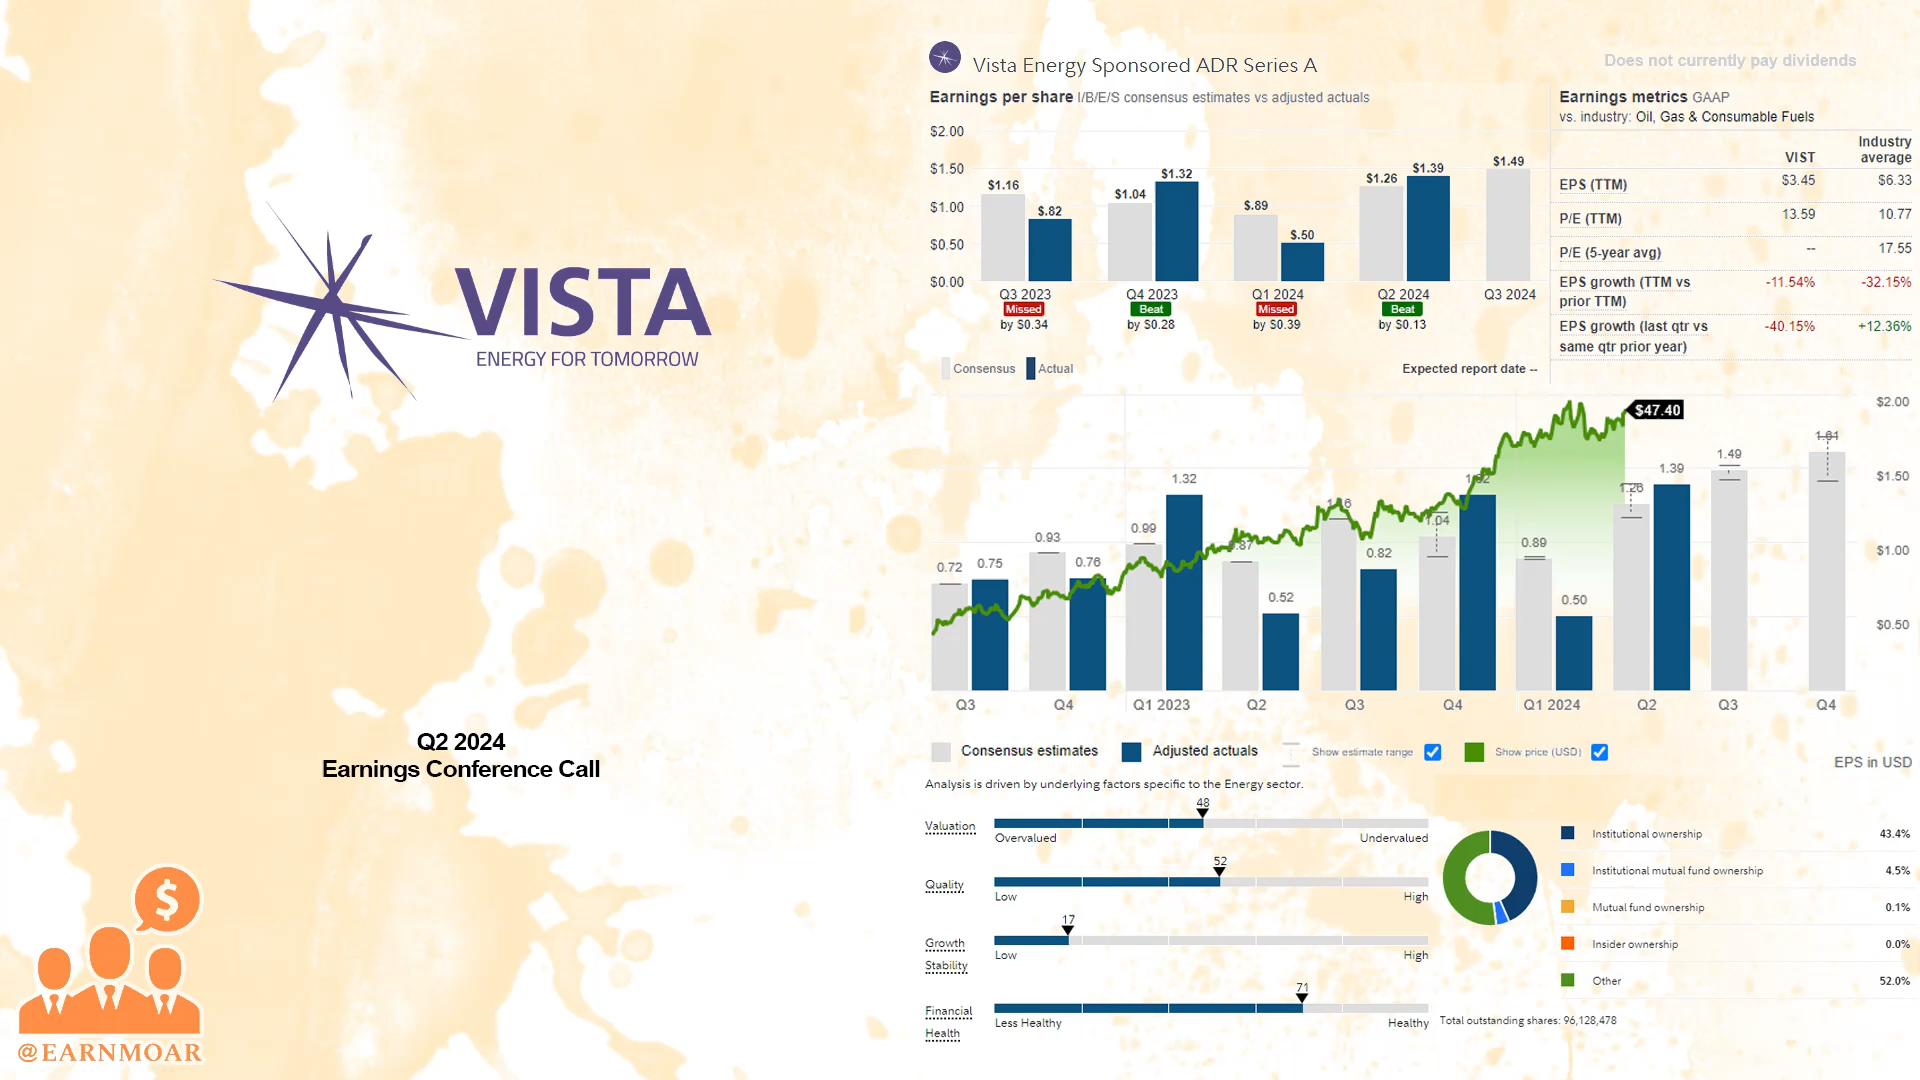 VISTA
ENERGY FOR TOMORROW
Q2 2024
Earnings Conference Call
$
@EARNMOAR
Vista Energy Sponsored ADR Series A
Does not currently pay dividends
Earnings per share I/B/E/S consensus estimates vs adjusted actuals
$2.00
$1.50
$1.00
$0.50
$0.00
$1.16
$.82
$1.04
$1.32
$.89
$.50
$1.26
$1.39
$1.49
Q3 2023
Missed
by $0.34
Q4 2023
Beat
by $0.28
Q1 2024
Missed
by $0.39
Q2 2024
Beat
by $0.13
Q3 2024
Consensus
Actual
Expected report date --
Earnings metrics GAAP
vs. industry: Oil, Gas & Consumable Fuels
VIST
Industry
average
EPS (TTM) $3.45 $6.33
P/E (TTM) 13.59 10.77
P/E (5-year avg) -- 17.55
EPS growth (TTM vs
prior TTM) -11.54% -32.15%
EPS growth (last qtr vs
same qtr prior year) -40.15% +12.36%
$47.40
$2.00
$1.50
$1.00
$0.50
0.72
0.75
0.93
0.76
0.99
1.32
0.87
0.52
1.16
0.82
1.04
1.32
0.89
0.50
1.26
1.39
1.49
1.61
Q3
Q4
Q1 2023
Q2
Q3
Q4
Q1 2024
Q2
Q3
Q4
Consensus estimates
Adjusted actuals
Show estimate range
Show price (USD)
EPS in USD
Analysis is driven by underlying factors specific to the Energy sector.
Valuation
48
Overvalued
Undervalued
Quality
52
Low
High
Growth
Stability
17
Low
High
Financial
Health
71
Less Healthy
Healthy
Institutional ownership 43.4%
Institutional mutual fund ownership 4.5%
Mutual fund ownership 0.1%
Insider ownership 0.0%
Other 52.0%
Total outstanding shares: 96,128,478